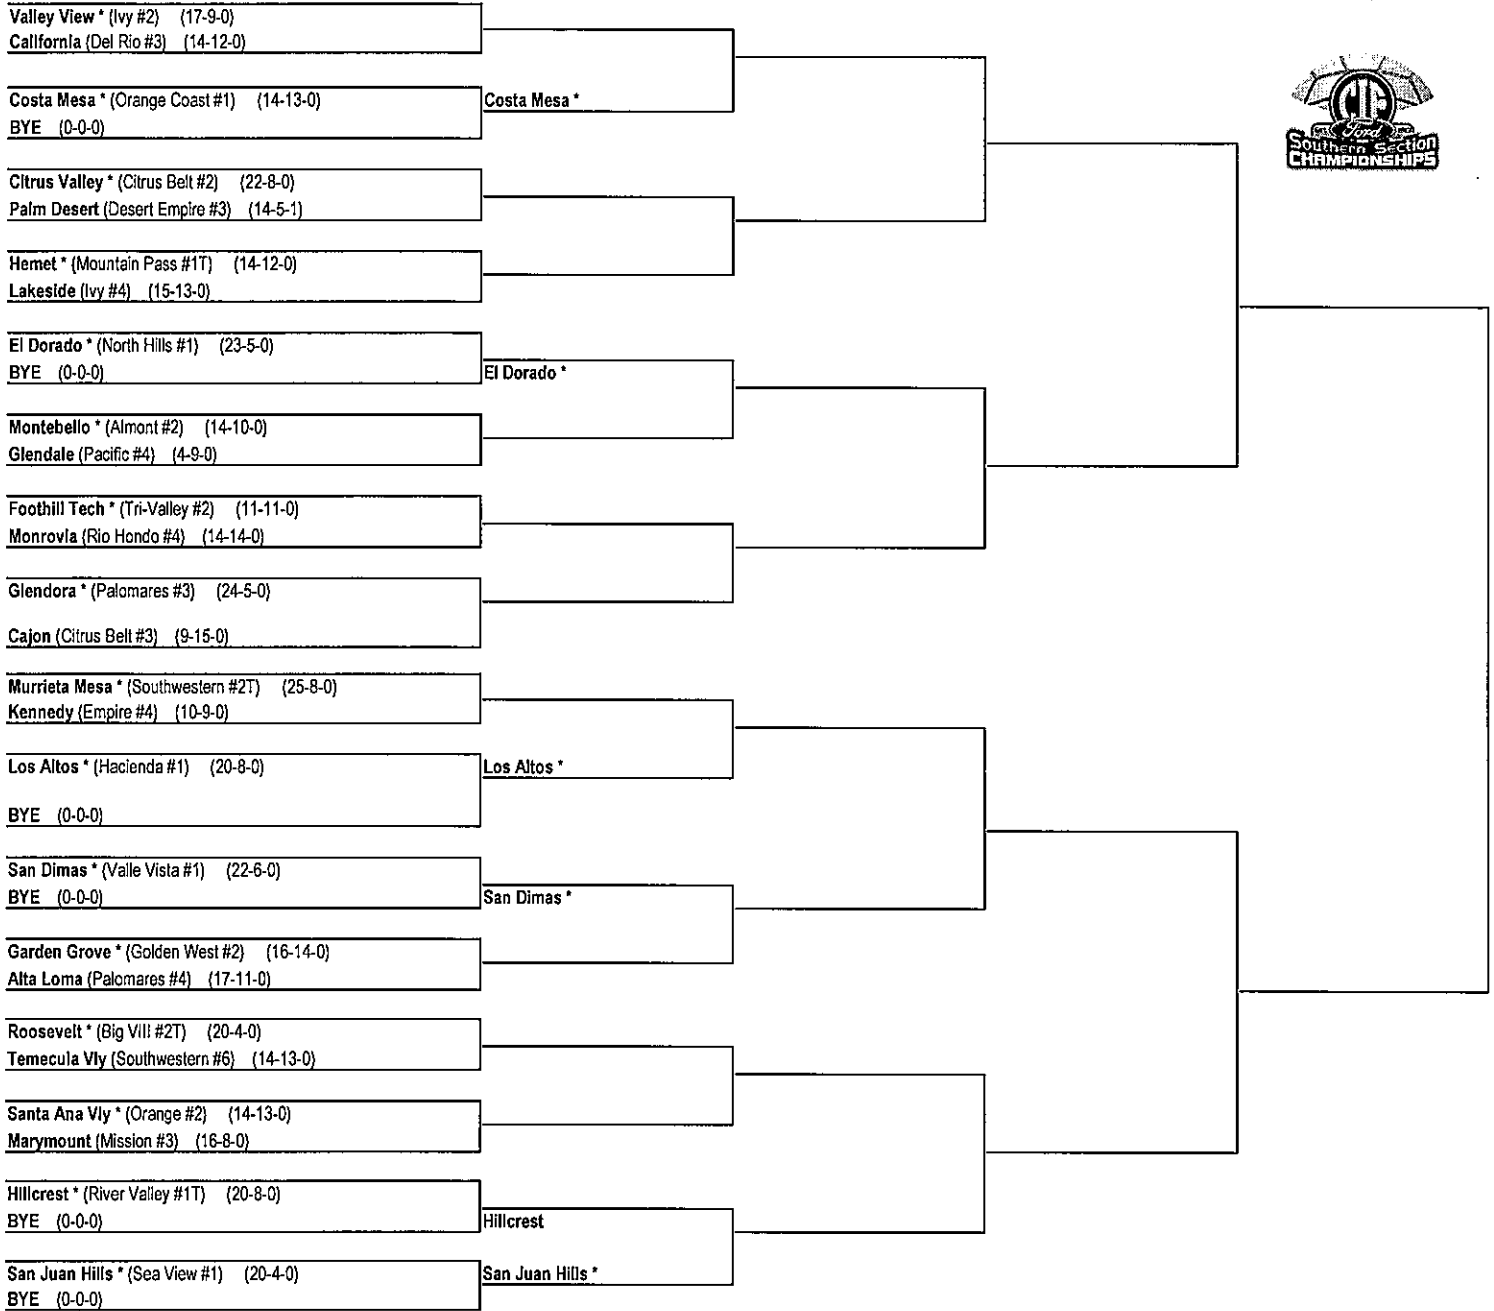 Valley View * (Ivy #2) (17-9-0)
California (Del Rio #3) (14-12-0)
Costa Mesa * (Orange Coast #1) (14-13-0)
BYE (0-0-0)
Costa Mesa *
Citrus Valley * (Citrus Belt #2) (22-8-0)
Palm Desert (Desert Empire #3) (14-5-1)
Hemet * (Mountain Pass #1T) (14-12-0)
Lakeside (Ivy #4) (15-13-0)
El Dorado * (North Hills #1) (23-5-0)
BYE (0-0-0)
El Dorado *
Montebello * (Almont #2) (14-10-0)
Glendale (Pacific #4) (4-9-0)
Foothill Tech * (Tri-Valley #2) (11-11-0)
Monrovia (Rio Hondo #4) (14-14-0)
Glendora * (Palomares #3) (24-5-0)
Cajon (Citrus Belt #3) (9-15-0)
Murrieta Mesa * (Southwestern #2T) (25-8-0)
Kennedy (Empire #4) (10-9-0)
Los Altos * (Hacienda #1) (20-8-0)
Los Altos *
BYE (0-0-0)
San Dimas * (Valle Vista #1) (22-6-0)
BYE (0-0-0)
San Dimas *
Garden Grove * (Golden West #2) (16-14-0)
Alta Loma (Palomares #4) (17-11-0)
Roosevelt * (Big VIII #2T) (20-4-0)
Temecula Vly (Southwestern #6) (14-13-0)
Santa Ana Vly * (Orange #2) (14-13-0)
Marymount (Mission #3) (16-8-0)
Hillcrest * (River Valley #1T) (20-8-0)
BYE (0-0-0)
Hillcrest
San Juan Hills * (Sea View #1) (20-4-0)
San Juan Hills *
BYE (0-0-0)
CIF
Ford
Southern Section
CHAMPIONSHIPS